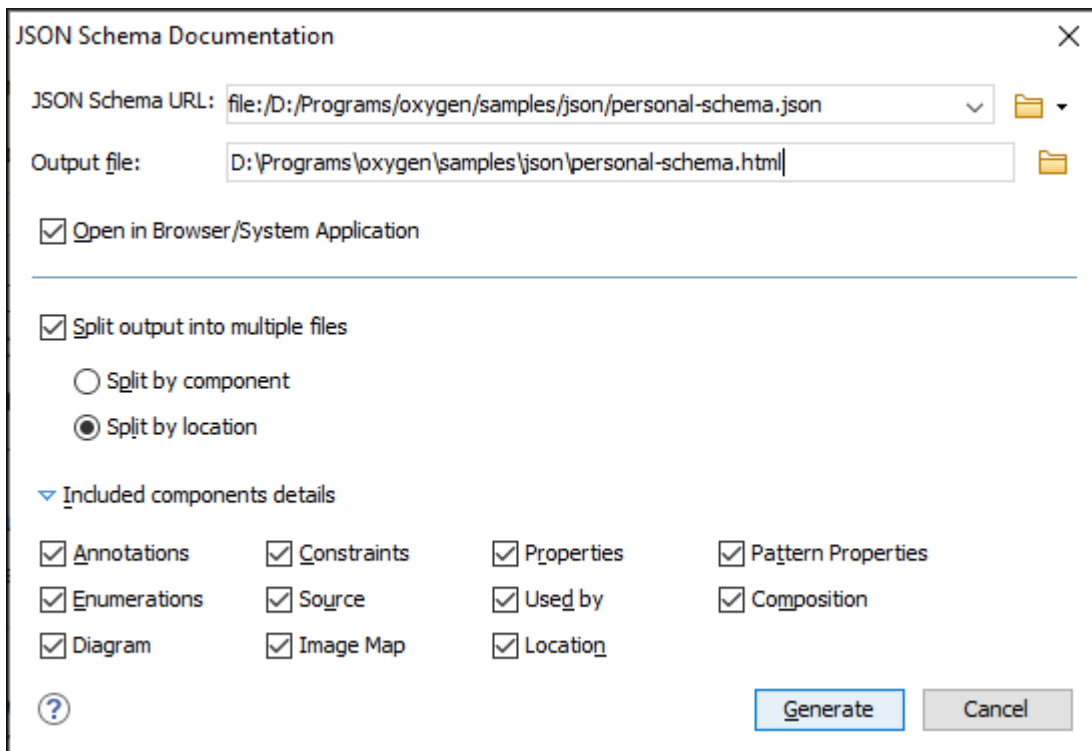 JSON Schema Documentation
JSON Schema URL: file:/D:/Programs/oxygen/samples/json/personal-schema.json
Output file: D:\Programs\oxygen\samples\json\personal-schema.html
Open in Browser/System Application
Split output into multiple files
Split by component
Split by location
Included components details
Annotations Constraints Properties Pattern Properties
Enumerations Source Used by Composition
Diagram Image Map Location
? Generate Cancel